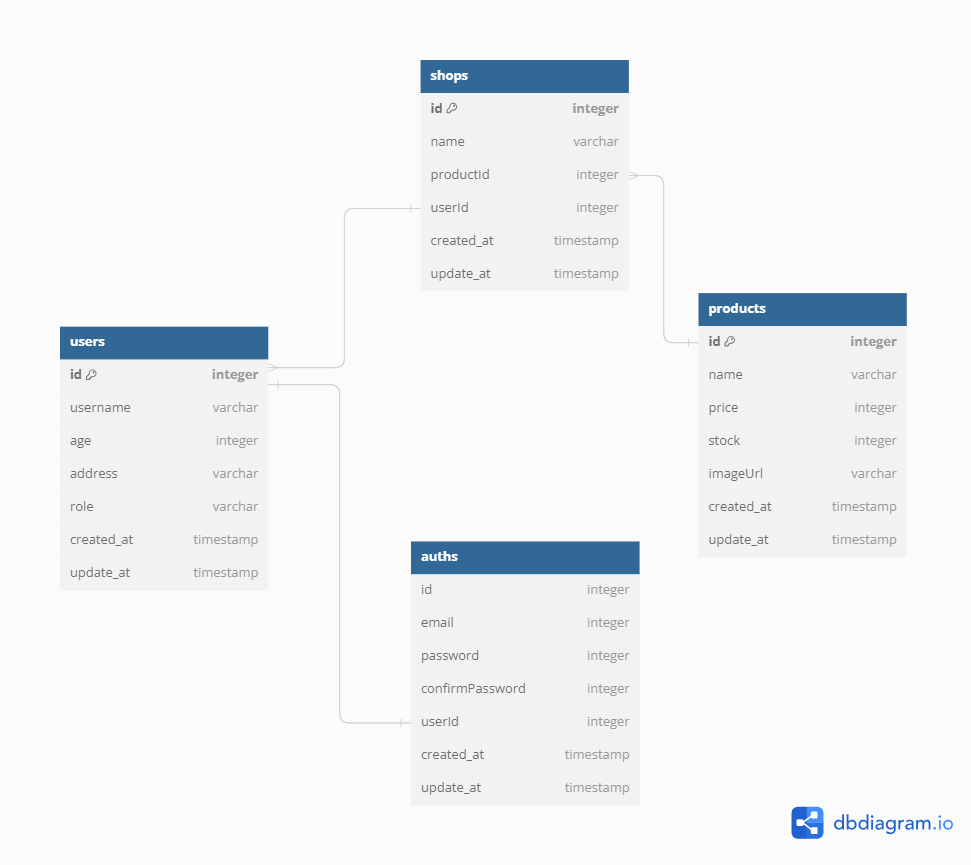 shops
id integer
name varchar
productId integer
userId integer
created_at timestamp
update_at timestamp
products
id integer
name varchar
price integer
stock integer
imageUrl varchar
created_at timestamp
update_at timestamp
users
id integer
username varchar
age integer
address varchar
role varchar
created_at timestamp
update_at timestamp
auths
id integer
email integer
password integer
confirmPassword integer
userId integer
created_at timestamp
update_at timestamp
dbdiagram.io